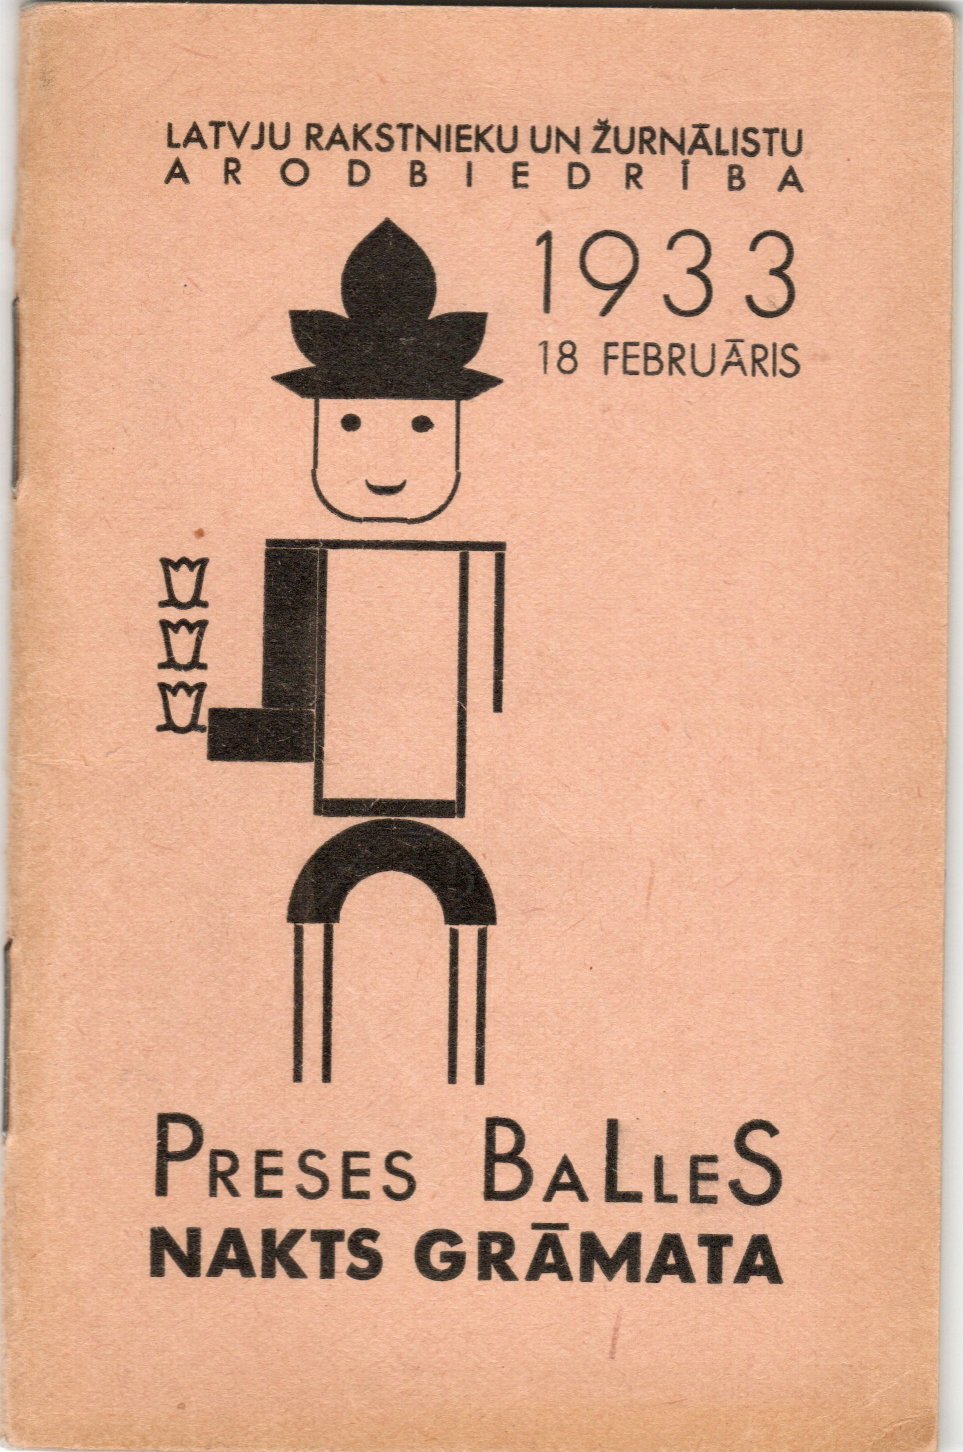 LATVJU RAKSTNIEKU UN ŽURNĀLISTU
ARODBIEDRĪBA
1933
18 FEBRUĀRIS
PRESES BALLES
NAKTS GRĀMATA